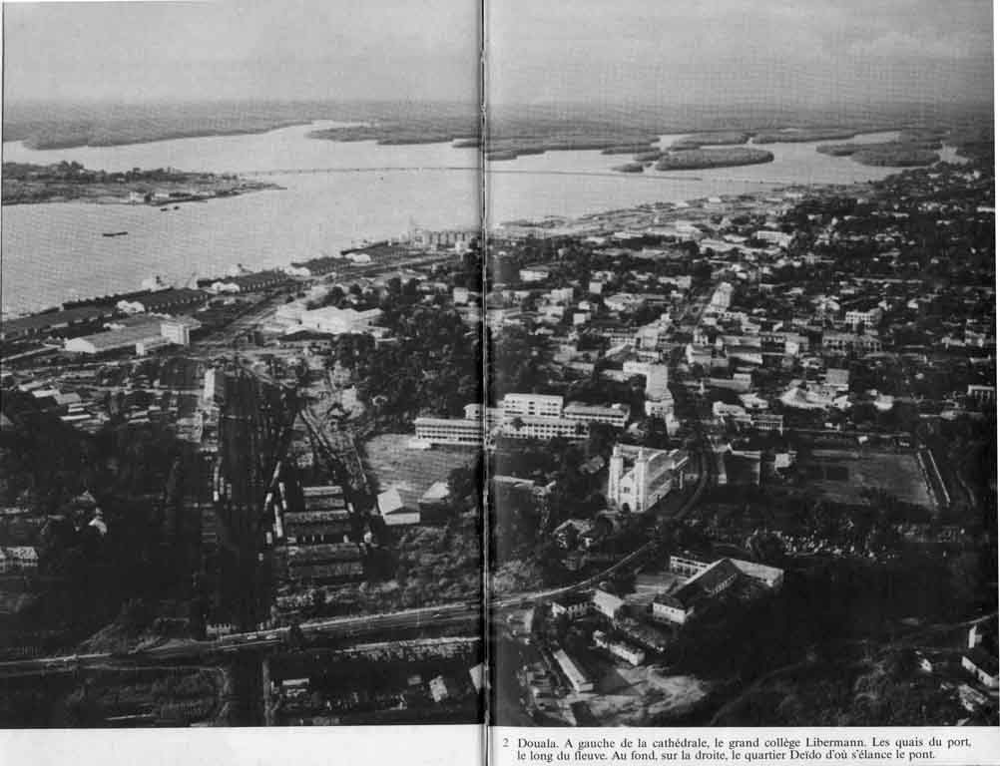 2 Douala. A gauche de la cathédrale, le grand collège Libermann. Les quais du port,
le long du fleuve. Au fond, sur la droite, le quartier Deïdo d'où s'élance le pont.